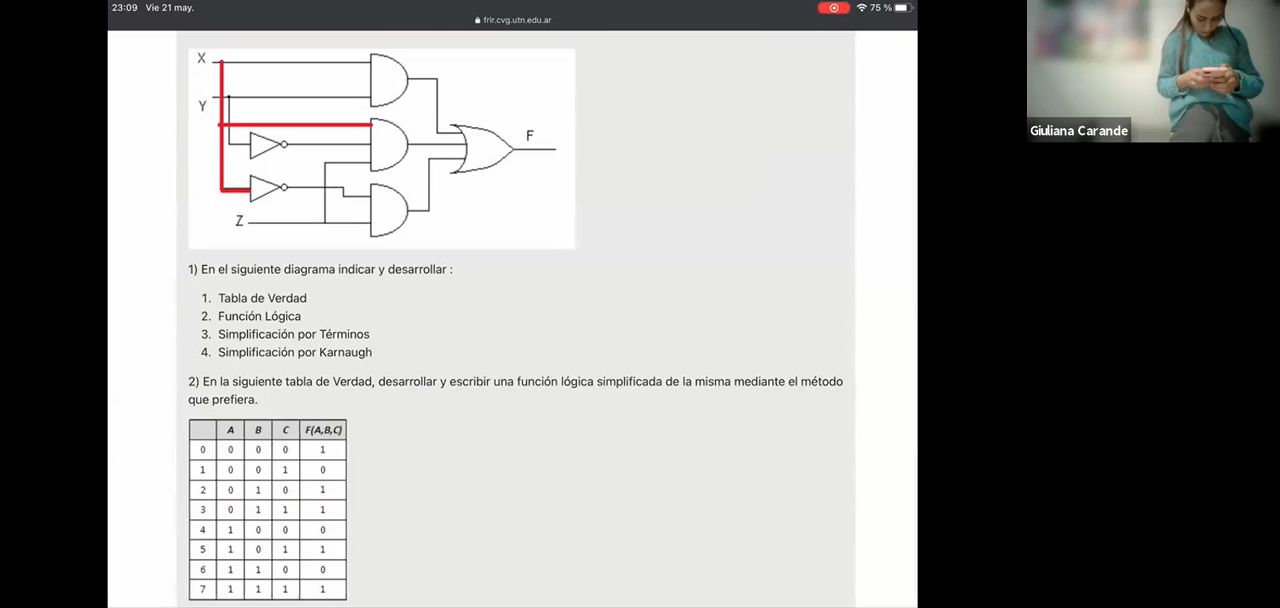 23:09 Vie 21 may.
75 %
frlr.cvg.utn.edu.ar
Giuliana Carande
X
Y
F
Z
1) En el siguiente diagrama indicar y desarrollar :
1. Tabla de Verdad
2. Función Lógica
3. Simplificación por Términos
4. Simplificación por Karnaugh
2) En la siguiente tabla de Verdad, desarrollar y escribir una función lógica simplificada de la misma mediante el método
que prefiera.
A B C F(A,B,C)
0 0 0 0 1
1 0 0 1 0
2 0 1 0 1
3 0 1 1 1
4 1 0 0 0
5 1 0 1 1
6 1 1 0 0
7 1 1 1 1